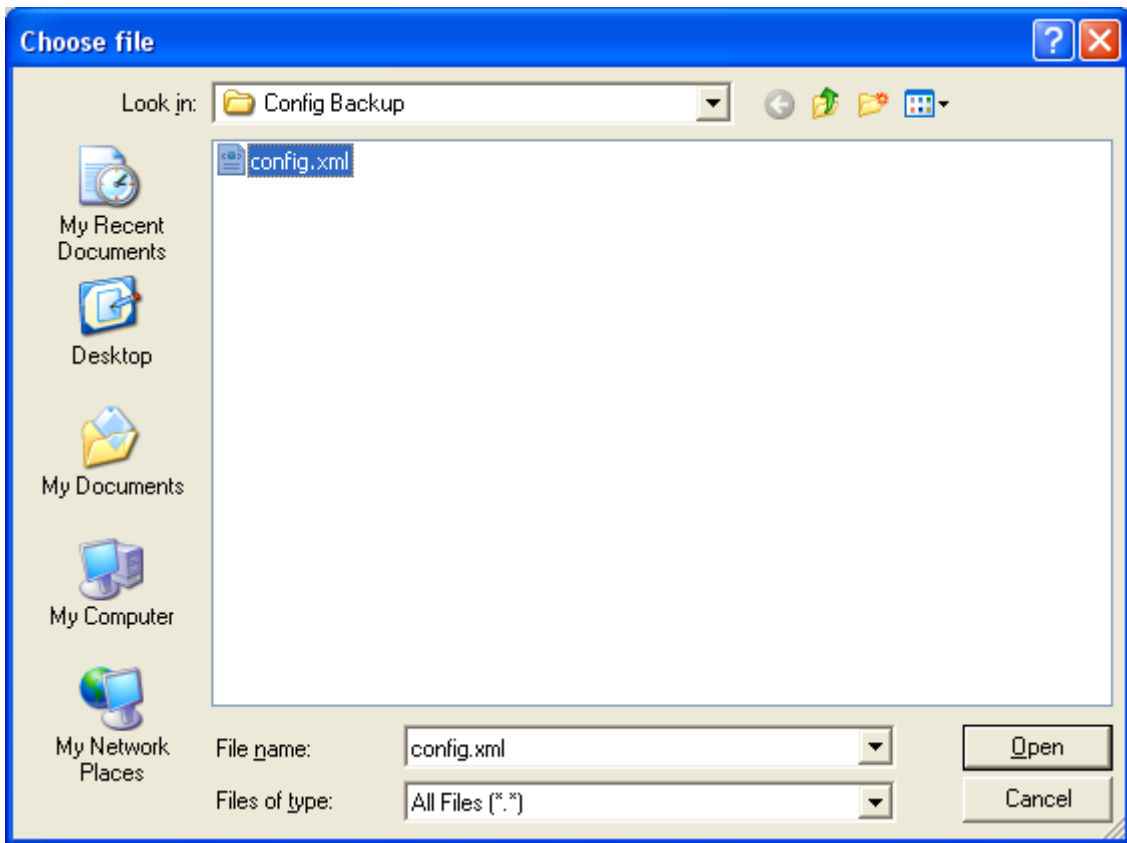 Choose file
Look in: Config Backup
config.xml
My Recent
Documents
Desktop
My Documents
My Computer
My Network
Places
File name: config.xml Open
Files of type: All Files (*.*) Cancel